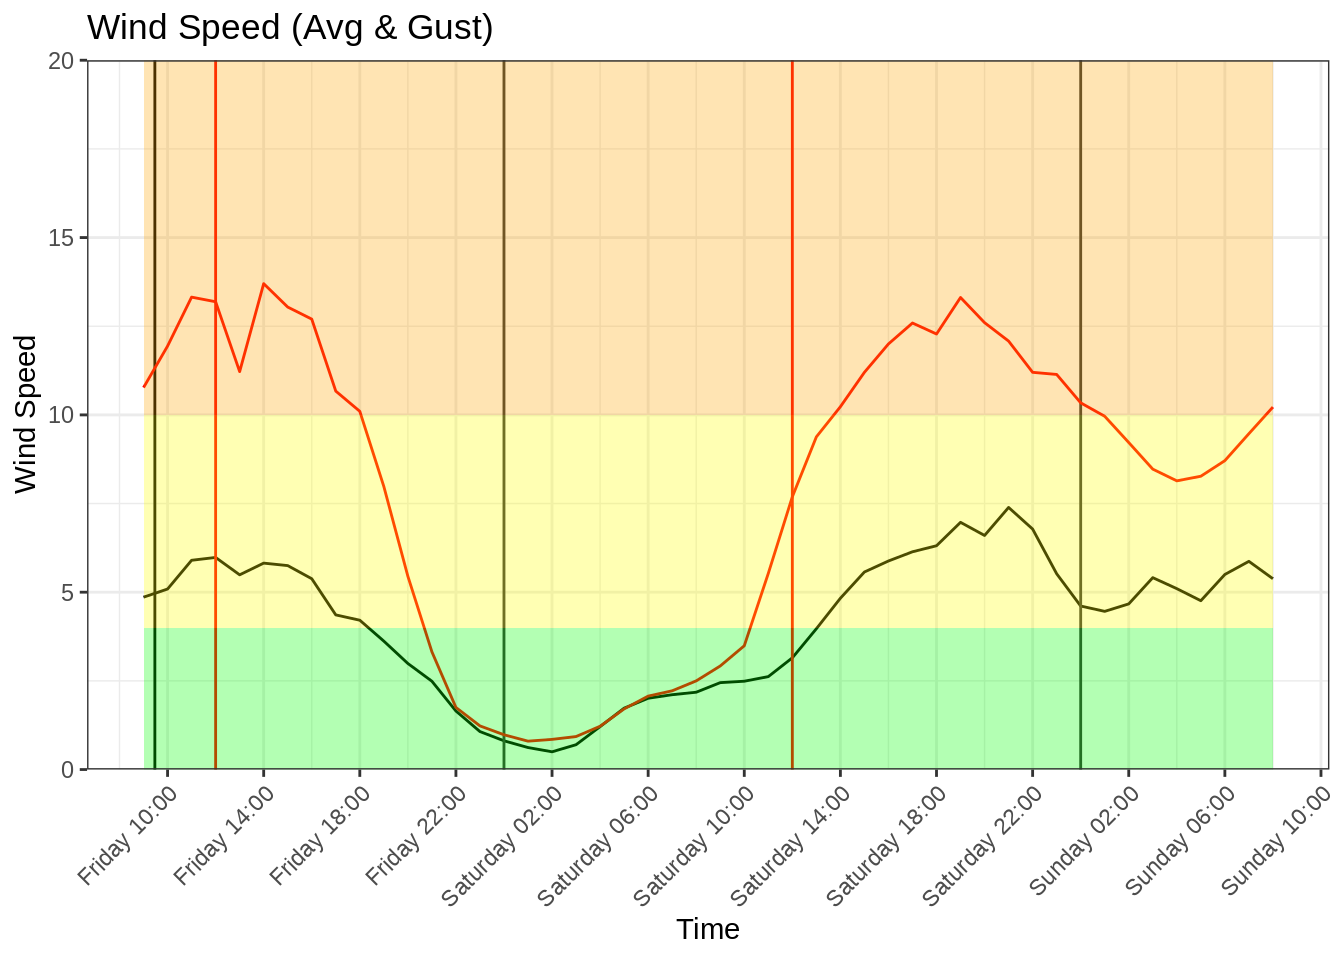 Wind Speed (Avg & Gust)
Wind Speed
20
15
10
5
0
Friday 10:00
Friday 14:00
Friday 18:00
Friday 22:00
Saturday 02:00
Saturday 06:00
Saturday 10:00
Saturday 14:00
Saturday 18:00
Saturday 22:00
Sunday 02:00
Sunday 06:00
Sunday 10:00
Time